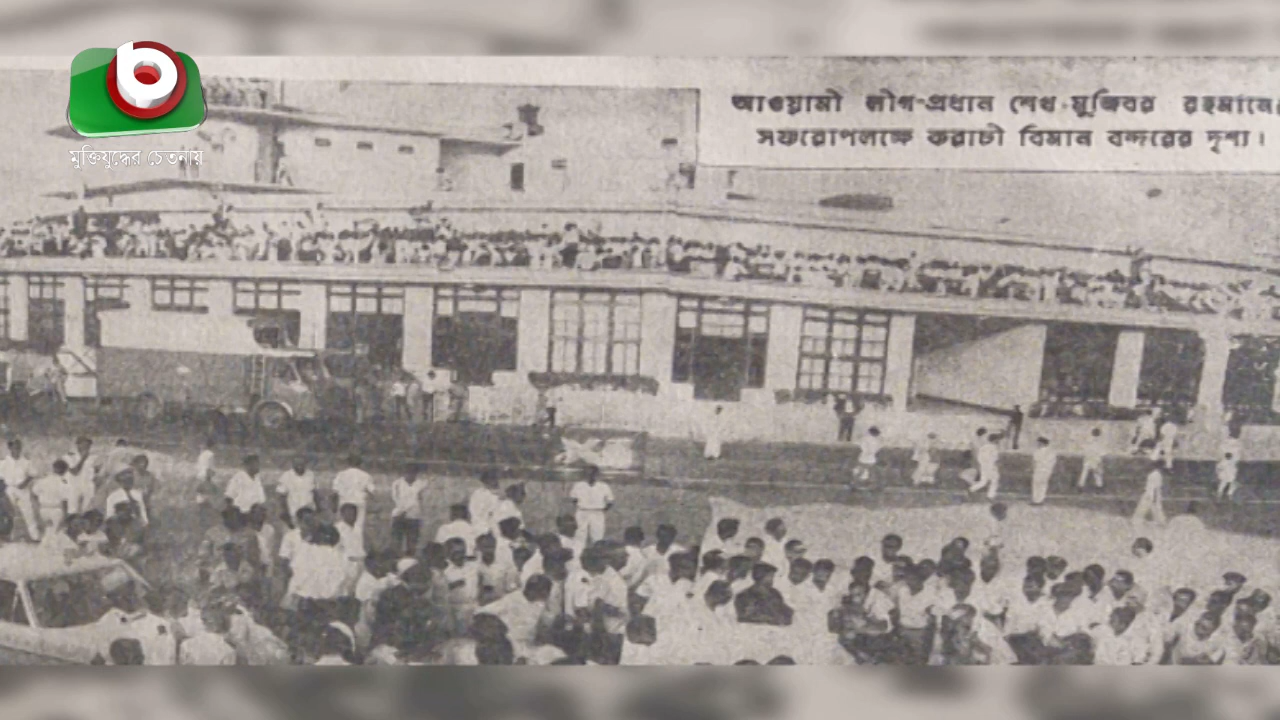 মুক্তিযুদ্ধের চেতনায়
আওয়ামী লীগ-প্রধান শেখ মুজিবর রহমানের
সফরোপলক্ষে করাচী বিমান বন্দরের দৃশ্য।